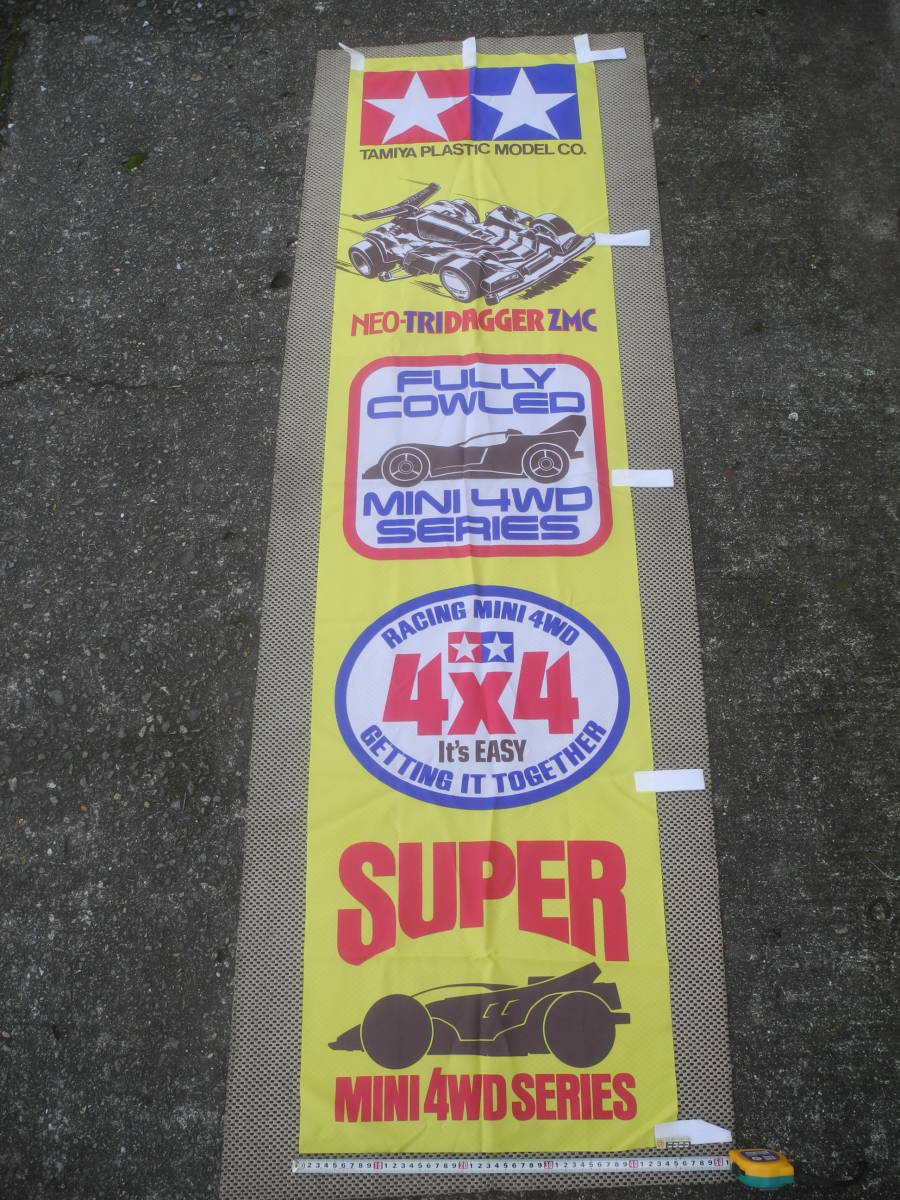 TAMIYA PLASTIC MODEL CO.
NEO-TRIDAGGER ZMC
FULLY
COWLED
MINI 4WD
SERIES
RACING MINI 4WD
4x4
It's EASY
GETTING IT TOGETHER
SUPER
MINI 4WD SERIES